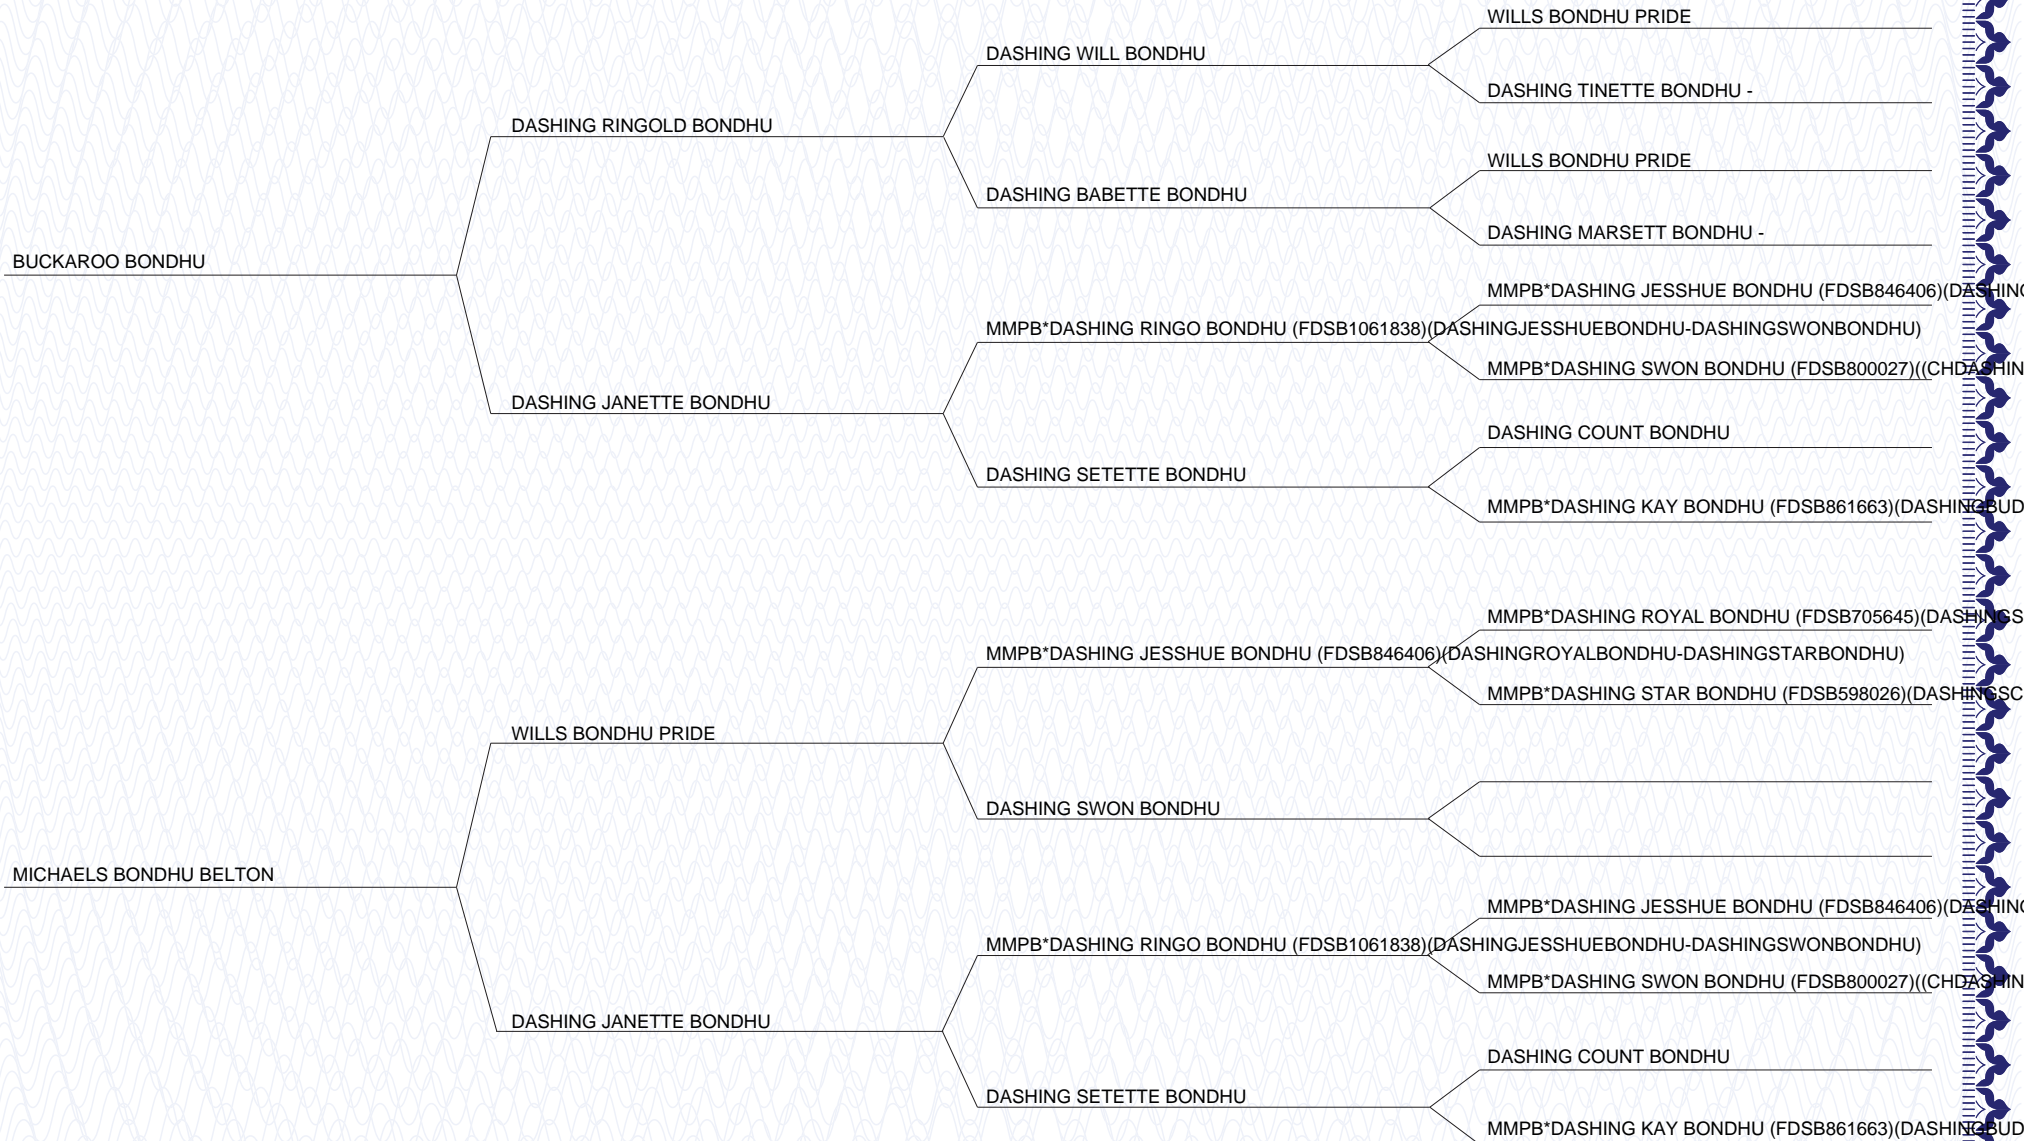 WILLS BONDHU PRIDE
DASHING WILL BONDHU
DASHING TINETTE BONDHU -
DASHING RINGOLD BONDHU
WILLS BONDHU PRIDE
DASHING BABETTE BONDHU
DASHING MARSETT BONDHU -
BUCKAROO BONDHU
MMPB*DASHING JESSHUE BONDHU (FDSB846406)(DASHING
MMPB*DASHING RINGO BONDHU (FDSB1061838)(DASHINGJESSHUEBONDHU-DASHINGSWONBONDHU)
MMPB*DASHING SWON BONDHU (FDSB800027)((CHDASHIN
DASHING JANETTE BONDHU
DASHING COUNT BONDHU
DASHING SETETTE BONDHU
MMPB*DASHING KAY BONDHU (FDSB861663)(DASHINGBUD
MMPB*DASHING ROYAL BONDHU (FDSB705645)(DASHINGS
MMPB*DASHING JESSHUE BONDHU (FDSB846406)(DASHINGROYALBONDHU-DASHINGSTARBONDHU)
MMPB*DASHING STAR BONDHU (FDSB598026)(DASHINGSC
WILLS BONDHU PRIDE
DASHING SWON BONDHU
MICHAELS BONDHU BELTON
MMPB*DASHING JESSHUE BONDHU (FDSB846406)(DASHING
MMPB*DASHING RINGO BONDHU (FDSB1061838)(DASHINGJESSHUEBONDHU-DASHINGSWONBONDHU)
MMPB*DASHING SWON BONDHU (FDSB800027)((CHDASHIN
DASHING JANETTE BONDHU
DASHING COUNT BONDHU
DASHING SETETTE BONDHU
MMPB*DASHING KAY BONDHU (FDSB861663)(DASHINGBUD